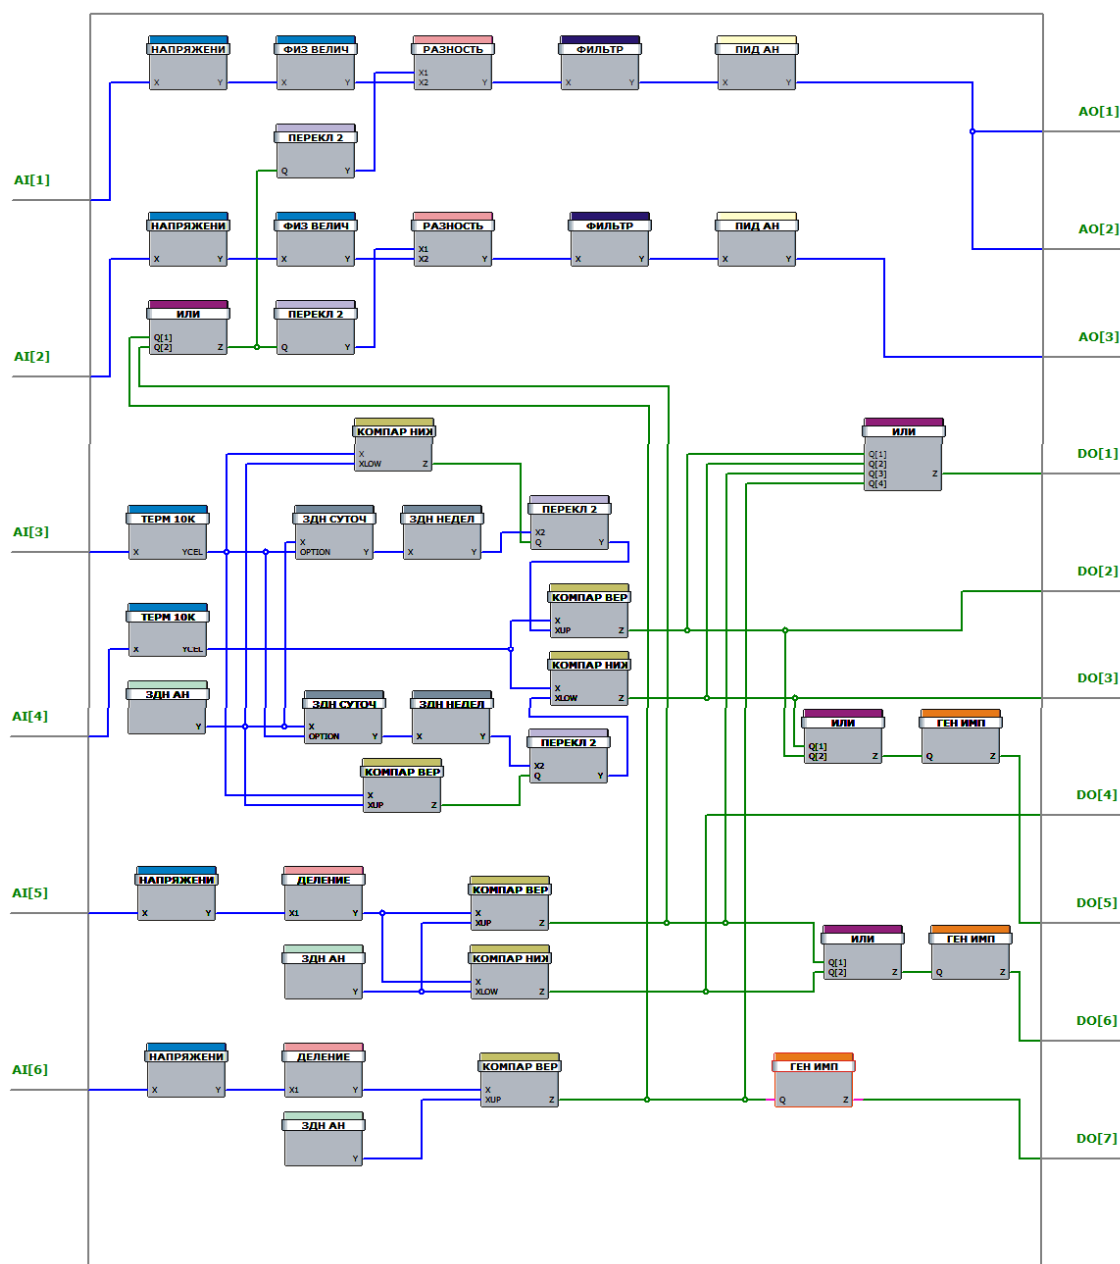 НАПРЯЖЕНИ ФИЗ ВЕЛИЧ РАЗНОСТЬ ФИЛЬТР ПИД АН
X1
X Y X Y X2 Y X Y X Y
AO[1]
ПЕРЕКЛ 2
Q Y
AI[1]
НАПРЯЖЕНИ ФИЗ ВЕЛИЧ РАЗНОСТЬ ФИЛЬТР ПИД АН
AO[2]
X1
X Y X Y X2 Y X Y X Y
ИЛИ ПЕРЕКЛ 2
Q[1]
Q[2] Z Q Y
AO[3]
AI[2]
КОМПАР НИЖ ИЛИ
X Q[1]
XLOW Z Q[2]
Q[3] Z
Q[4]
DO[1]
ПЕРЕКЛ 2
ТЕРМ 10К ЗДН СУТОЧ ЗДН НЕДЕЛ
AI[3]
X2
X Q Y
X YCEL OPTION Y X Y
DO[2]
КОМПАР ВЕР
ТЕРМ 10К
X
XUP Z
X YCEL
КОМПАР НИЖ
DO[3]
X
XLOW Z
ЗДН АН
Y
ЗДН СУТОЧ ЗДН НЕДЕЛ
AI[4]
ИЛИ ГЕН ИМП
X
OPTION Y X Y
ПЕРЕКЛ 2
Q[1]
Q[2] Z Q Z
X2
Q Y
КОМПАР ВЕР
X
XUP Z
DO[4]
НАПРЯЖЕНИ ДЕЛЕНИЕ КОМПАР ВЕР
AI[5]
X Y X1 Y X
XUP Z
DO[5]
ИЛИ ГЕН ИМП
ЗДН АН КОМПАР НИЖ
Q[1]
Q[2] Z Q Z
X
Y XLOW Z
DO[6]
НАПРЯЖЕНИ ДЕЛЕНИЕ КОМПАР ВЕР ГЕН ИМП
AI[6]
X Y X1 Y X
XUP Z Q Z
ЗДН АН
Y
DO[7]